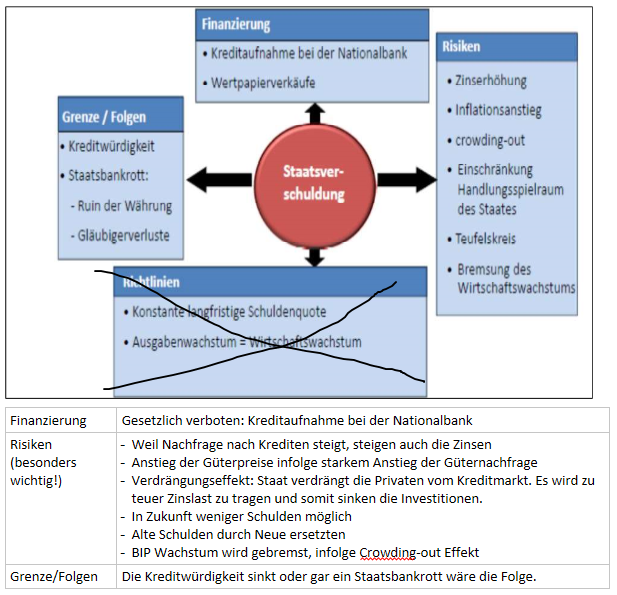 Finanzierung
• Kreditaufnahme bei der Nationalbank
• Wertpapierverkäufe
Risiken
• Zinserhöhung
• Inflationsanstieg
• crowding-out
• Einschränkung
Handlungsspielraum
des Staates
• Teufelskreis
• Bremsung des
Wirtschaftswachstums
Grenze / Folgen
• Kreditwürdigkeit
• Staatsbankrott:
- Ruin der Währung
- Gläubigerverluste
Staatsver-
schuldung
Richtlinien
• Konstante langfristige Schuldenquote
• Ausgabenwachstum = Wirtschaftswachstum
Finanzierung
Gesetzlich verboten: Kreditaufnahme bei der Nationalbank
Risiken
(besonders
wichtig!)
- Weil Nachfrage nach Krediten steigt, steigen auch die Zinsen
- Anstieg der Güterpreise infolge starkem Anstieg der Güternachfrage
- Verdrängungseffekt: Staat verdrängt die Privaten vom Kreditmarkt. Es wird zu
teuer Zinslast zu tragen und somit sinken die Investitionen.
- In Zukunft weniger Schulden möglich
- Alte Schulden durch Neue ersetzten
- BIP Wachstum wird gebremst, infolge Crowding-out Effekt
Grenze/Folgen
Die Kreditwürdigkeit sinkt oder gar ein Staatsbankrott wäre die Folge.